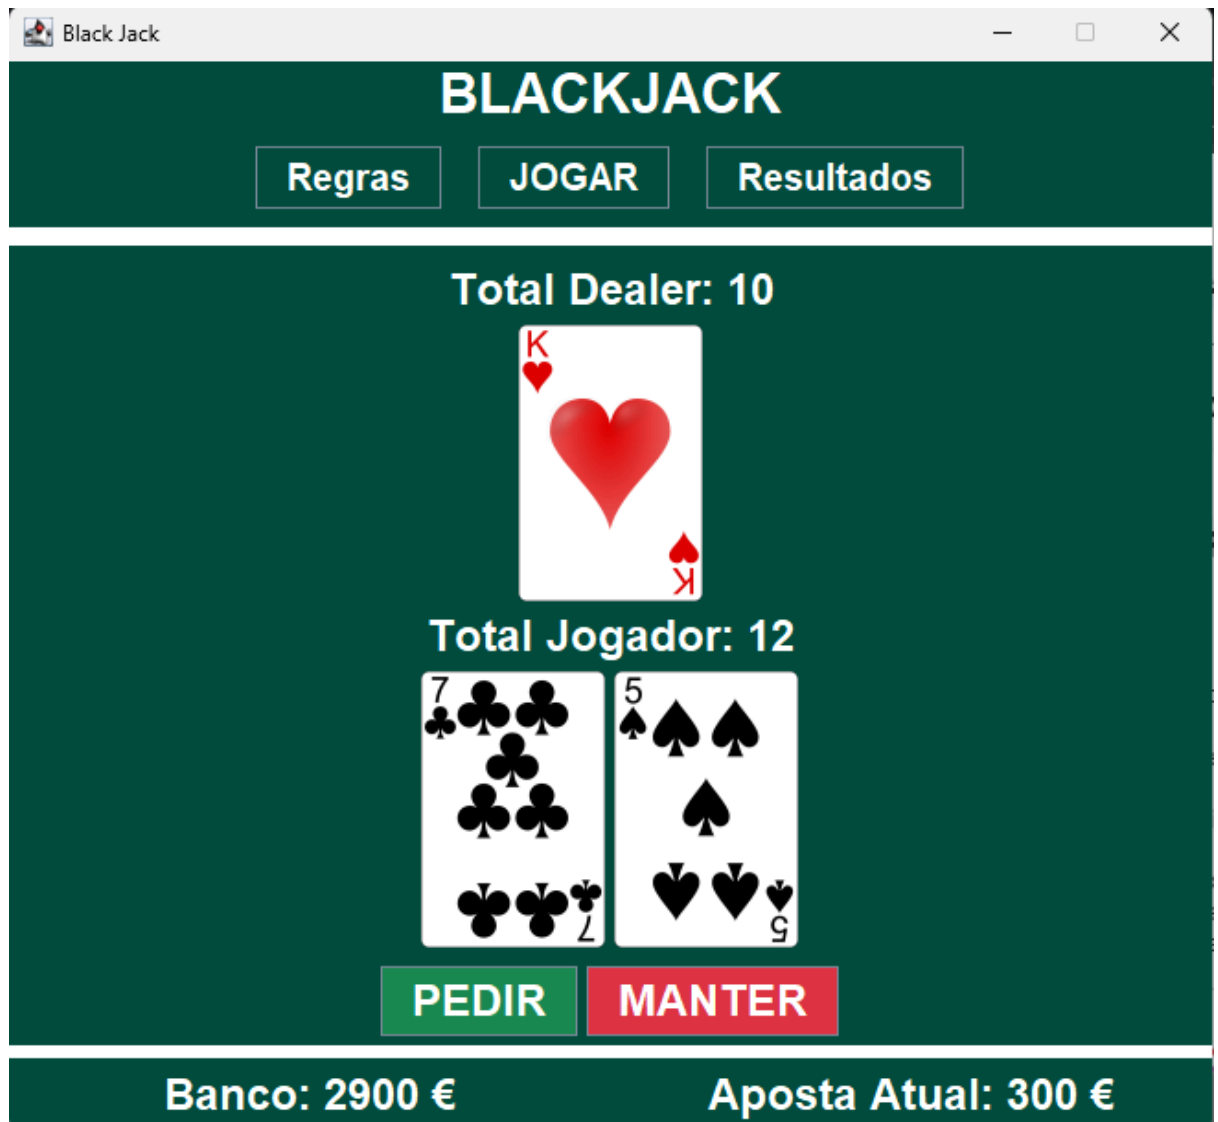 Black Jack
BLACKJACK
Regras JOGAR Resultados
Total Dealer: 10
K
K
Total Jogador: 12
7 5
7 5
PEDIR MANTER
Banco: 2900 € Aposta Atual: 300 €